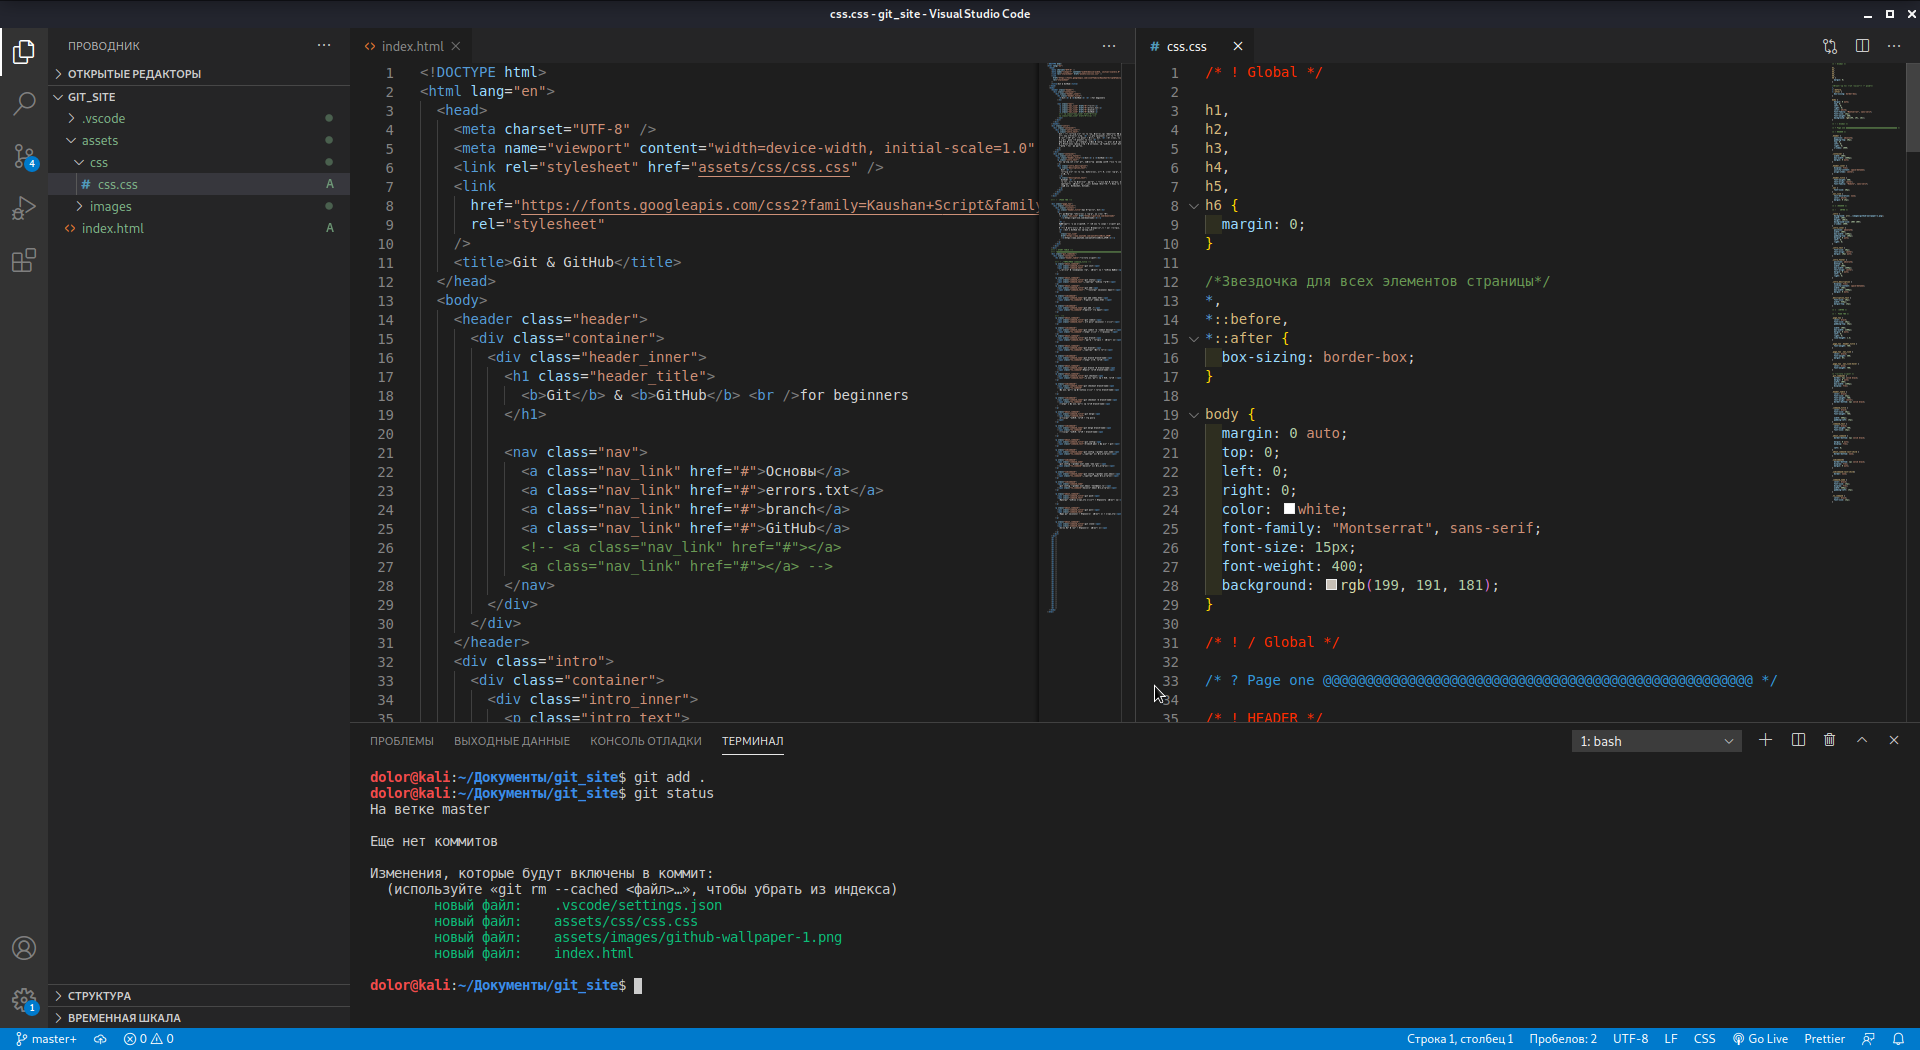 css.css - git_site - Visual Studio Code
ПРОВОДНИК
ОТКРЫТЫЕ РЕДАКТОРЫ
GIT_SITE
.vscode
assets
css
# css.css A
images
index.html A
СТРУКТУРА
ВРЕМЕННАЯ ШКАЛА
4
1
index.html
1 <!DOCTYPE html>
2 <html lang="en">
3 <head>
4 <meta charset="UTF-8" />
5 <meta name="viewport" content="width=device-width, initial-scale=1.0"
6 <link rel="stylesheet" href="assets/css/css.css" />
7 <link
8 href="https://fonts.googleapis.com/css2?family=Kaushan+Script&family
9 rel="stylesheet"
10 />
11 <title>Git & GitHub</title>
12 </head>
13 <body>
14 <header class="header">
15 <div class="container">
16 <div class="header_inner">
17 <h1 class="header_title">
18 <b>Git</b> & <b>GitHub</b> <br />for beginners
19 </h1>
20
21 <nav class="nav">
22 <a class="nav_link" href="#">Основы</a>
23 <a class="nav_link" href="#">errors.txt</a>
24 <a class="nav_link" href="#">branch</a>
25 <a class="nav_link" href="#">GitHub</a>
26 <!-- <a class="nav_link" href="#"></a>
27 <a class="nav_link" href="#"></a> -->
28 </nav>
29 </div>
30 </div>
31 </header>
32 <div class="intro">
33 <div class="container">
34 <div class="intro_inner">
35 <p class="intro_text">
# css.css
1 /* ! Global */
2
3 h1,
4 h2,
5 h3,
6 h4,
7 h5,
8 h6 {
9 margin: 0;
10 }
11
12 /*Звездочка для всех элементов страницы*/
13 *,
14 *::before,
15 *::after {
16 box-sizing: border-box;
17 }
18
19 body {
20 margin: 0 auto;
21 top: 0;
22 left: 0;
23 right: 0;
24 color: white;
25 font-family: "Montserrat", sans-serif;
26 font-size: 15px;
27 font-weight: 400;
28 background: rgb(199, 191, 181);
29 }
30
31 /* ! / Global */
32
33 /* ? Page one @@@@@@@@@@@@@@@@@@@@@@@@@@@@@@@@@@@@@@@@@@@@@@@@@@@ */
34
35 /* ! HEADER */
ПРОБЛЕМЫ ВЫХОДНЫЕ ДАННЫЕ КОНСОЛЬ ОТЛАДКИ ТЕРМИНАЛ 1: bash
dolor@kali:~/Документы/git_site$ git add .
dolor@kali:~/Документы/git_site$ git status
На ветке master
Еще нет коммитов
Изменения, которые будут включены в коммит:
(используйте «git rm --cached <файл>…», чтобы убрать из индекса)
новый файл: .vscode/settings.json
новый файл: assets/css/css.css
новый файл: assets/images/github-wallpaper-1.png
новый файл: index.html
dolor@kali:~/Документы/git_site$
master+ 0 0 Строка 1, столбец 1 Пробелов: 2 UTF-8 LF CSS Go Live Prettier